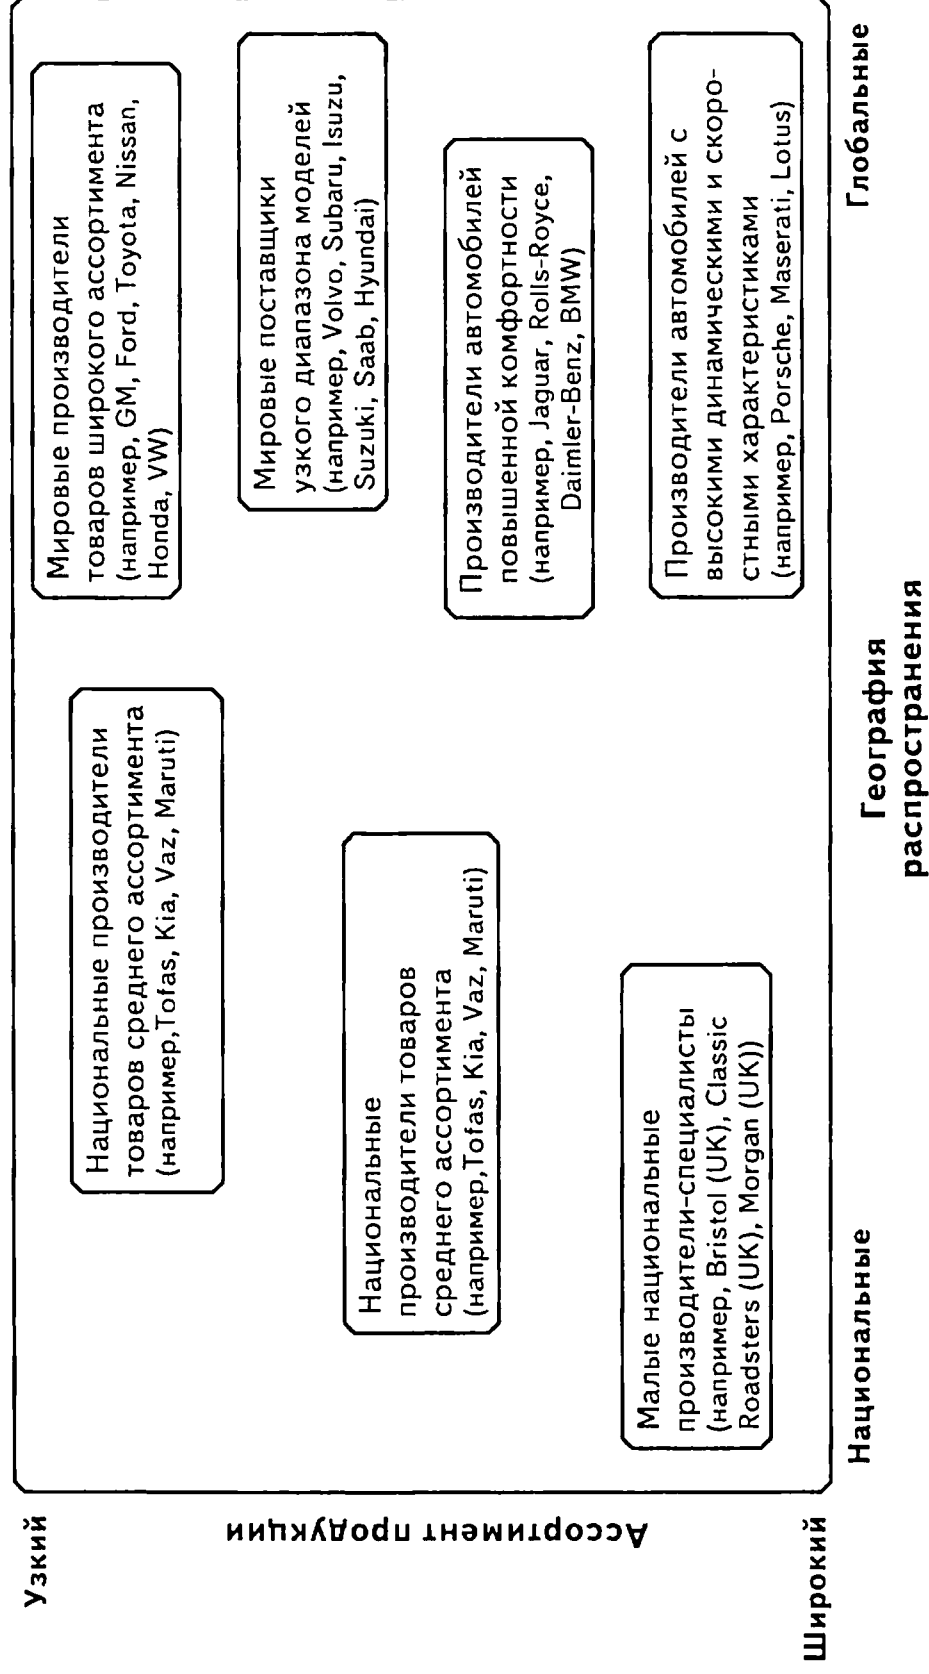 Узкий
Ассортимент продукции
Широкий
Национальные производители
товаров среднего ассортимента
(например,Tofas, Kia, Vaz, Maruti)
Мировые производители
товаров широкого ассортимента
(например, GM, Ford, Toyota, Nissan,
Honda, VW)
Мировые поставщики
узкого диапазона моделей
(например, Volvo, Subaru, Isuzu,
Suzuki, Saab, Hyundai)
Национальные
производители товаров
среднего ассортимента
(например,Tofas, Kia, Vaz, Maruti)
Производители автомобилей
повышенной комфортности
(например, Jaguar, Rolls-Royce,
Daimler-Benz, BMW)
Малые национальные
производители-специалисты
(например, Bristol (UK), Classic
Roadsters (UK), Morgan (UK))
Производители автомобилей с
высокими динамическими и скоро-
стными характеристиками
(например, Porsche, Maserati, Lotus)
Национальные
География
распространения
Глобальные